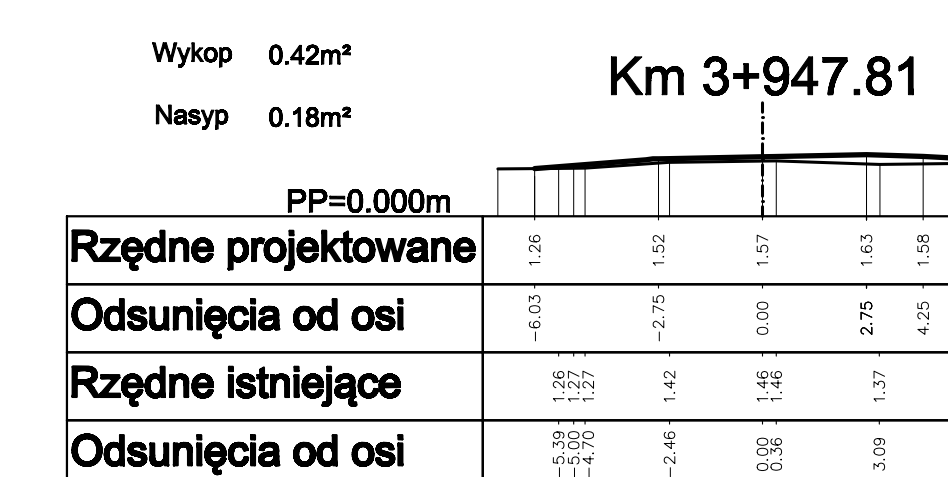 Wykop 0.42m²
Km 3+947.81
Nasyp 0.18m²
PP=0.000m
Rzędne projektowane 1.26 1.52 1.57 1.63 1.58
Odsunięcia od osi -6.03 -2.75 0.00 2.75 4.25
Rzędne istniejące 1.26 1.27 1.27 1.42 1.46 1.46 1.37
Odsunięcia od osi -5.39 -5.00 -4.70 -2.46 0.00 0.36 3.09